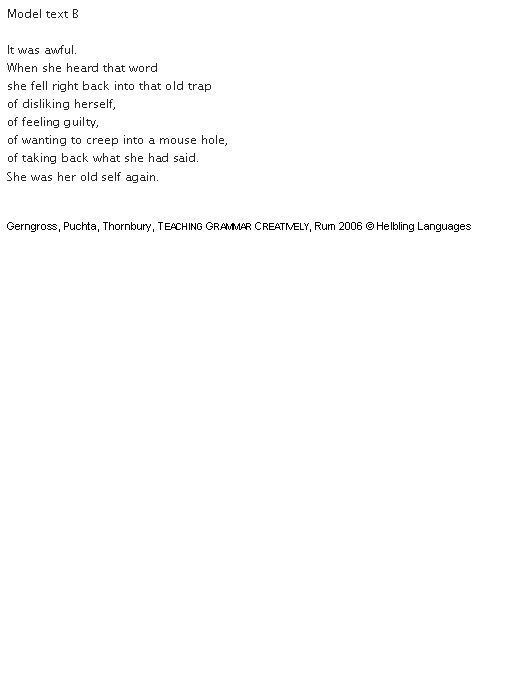 Model text B
It was awful.
When she heard that word
she fell right back into that old trap
of disliking herself,
of feeling guilty,
of wanting to creep into a mouse hole,
of taking back what she had said.
She was her old self again.
Gerngross, Puchta, Thornbury, TEACHING GRAMMAR CREATIVELY, Rum 2006 © Helbling Languages